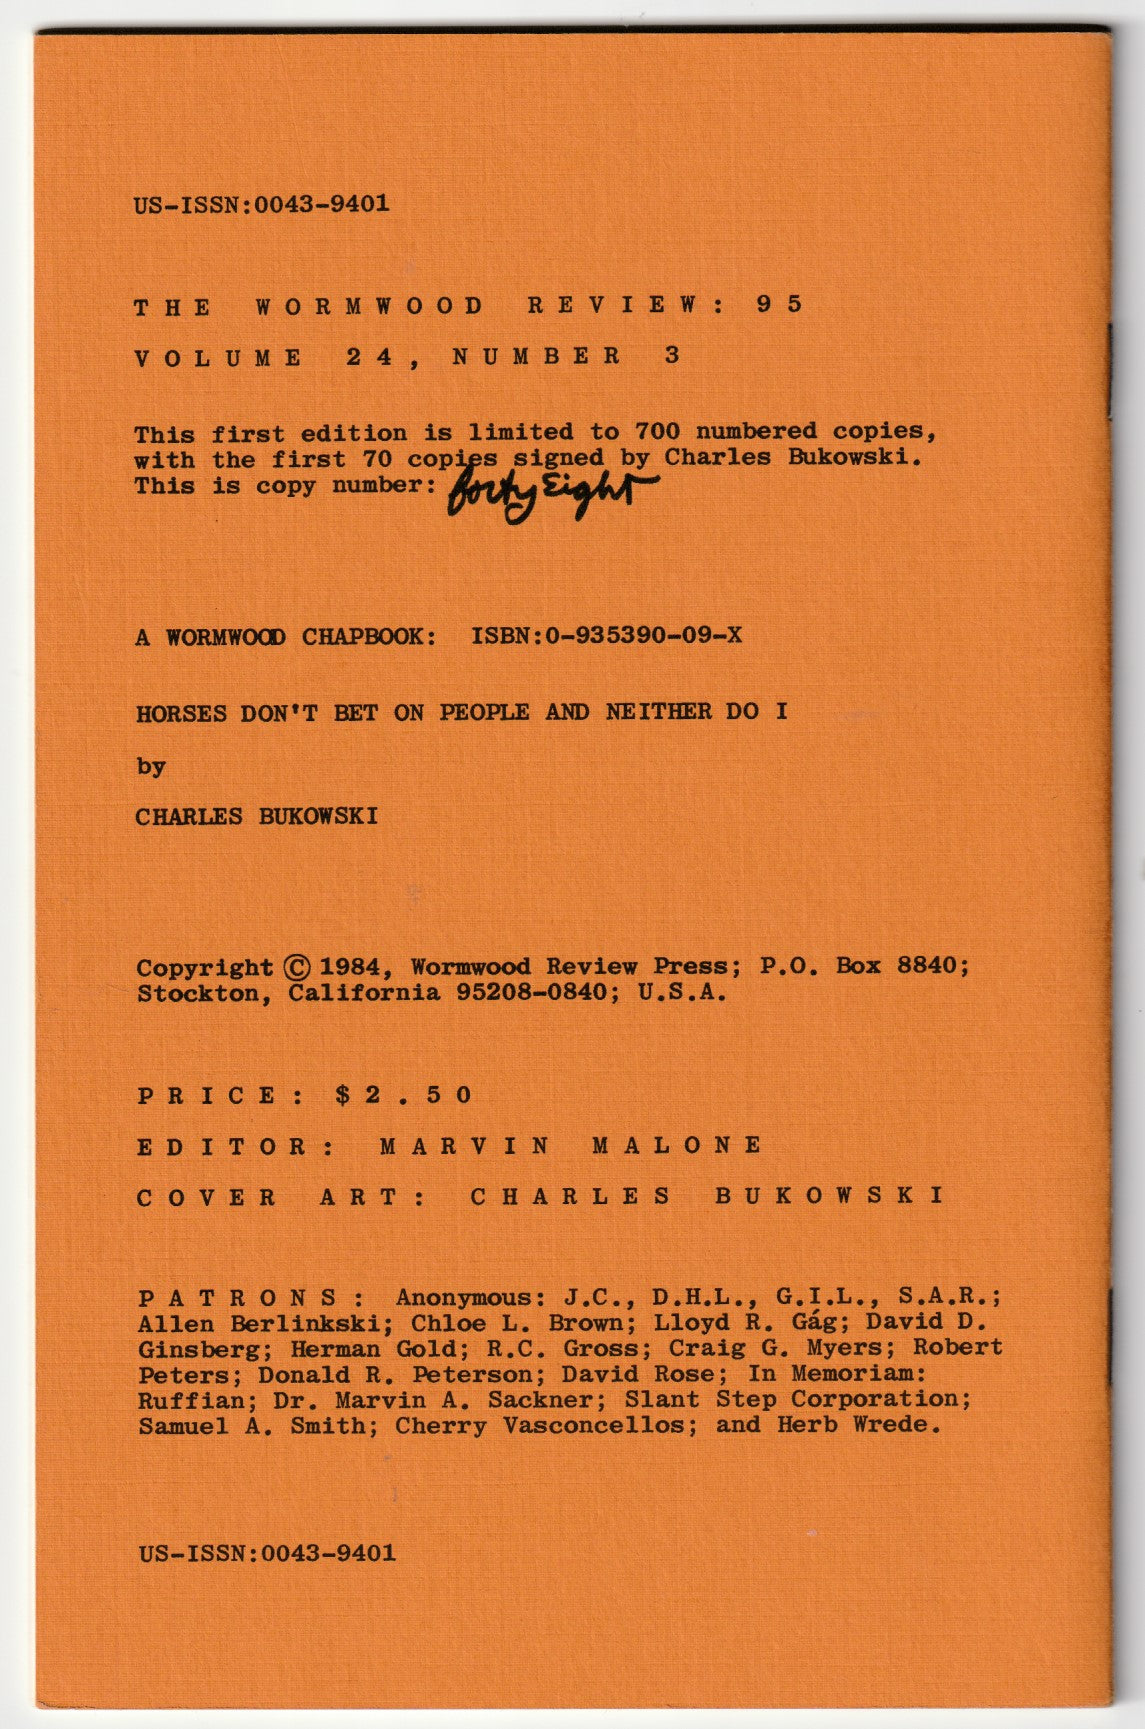 US-ISSN:0043-9401
THE WORMWOOD REVIEW: 95
VOLUME 24, NUMBER 3
This first edition is limited to 700 numbered copies,
with the first 70 copies signed by Charles Bukowski.
This is copy number: forty Eight
A WORMWOOD CHAPBOOK: ISBN:0-935390-09-X
HORSES DON'T BET ON PEOPLE AND NEITHER DO I
by
CHARLES BUKOWSKI
Copyright © 1984, Wormwood Review Press; P.O. Box 8840;
Stockton, California 95208-0840; U.S.A.
PRICE: $2.50
EDITOR: MARVIN MALONE
COVER ART: CHARLES BUKOWSKI
PATRONS: Anonymous: J.C., D.H.L., G.I.L., S.A.R.;
Allen Berlinkski; Chloe L. Brown; Lloyd R. Gág; David D.
Ginsberg; Herman Gold; R.C. Gross; Craig G. Myers; Robert
Peters; Donald R. Peterson; David Rose; In Memoriam:
Ruffian; Dr. Marvin A. Sackner; Slant Step Corporation;
Samuel A. Smith; Cherry Vasconcellos; and Herb Wrede.
US-ISSN:0043-9401